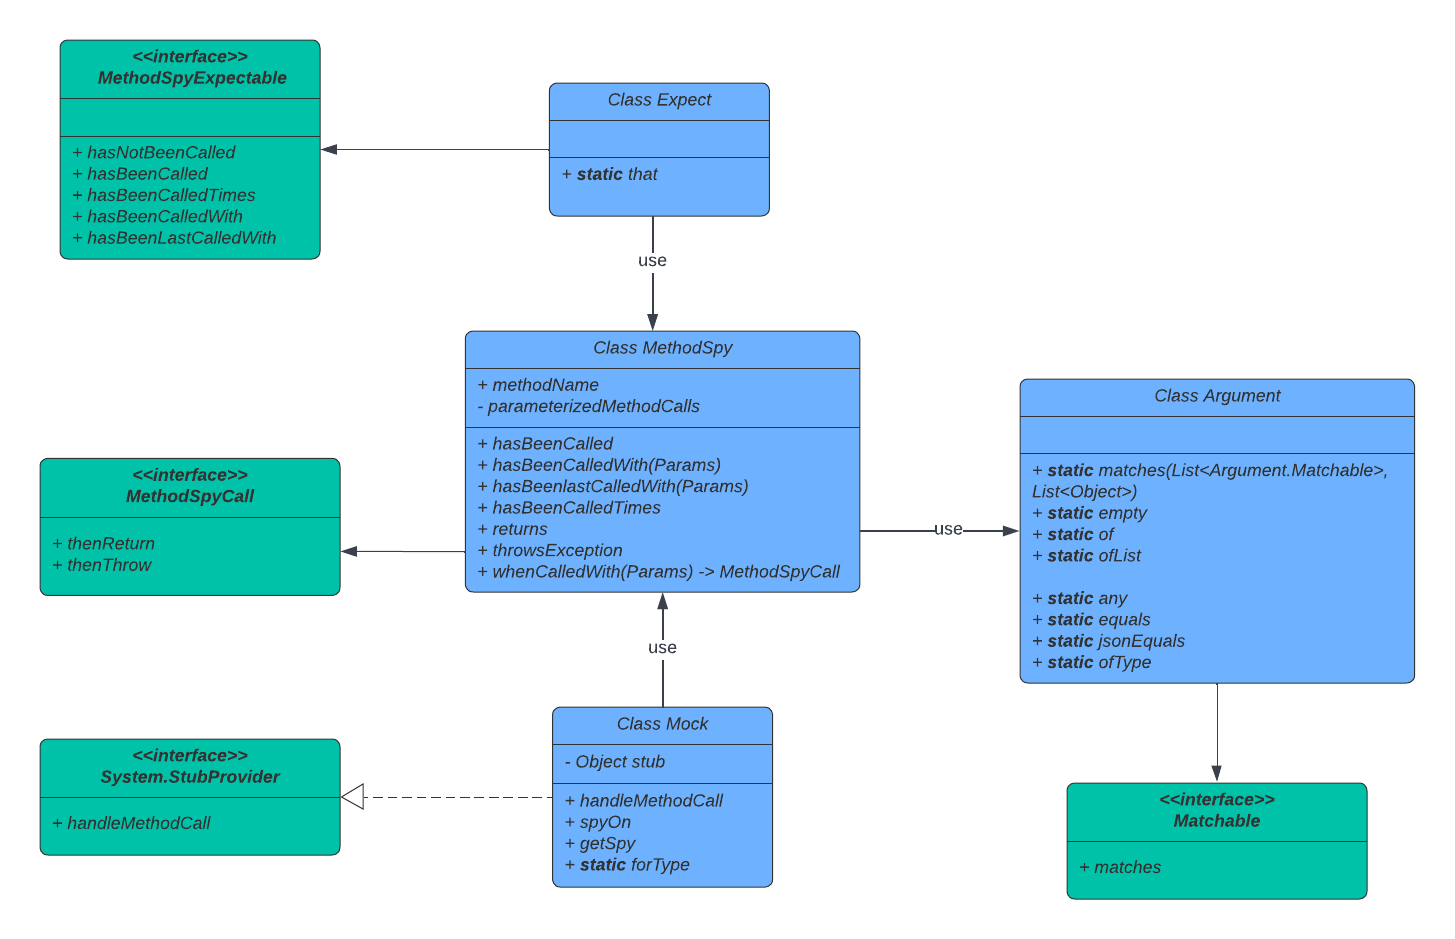 <<interface>>
MethodSpyExpectable
+ hasNotBeenCalled
+ hasBeenCalled
+ hasBeenCalledTimes
+ hasBeenCalledWith
+ hasBeenLastCalledWith
Class Expect
+ static that
use
Class MethodSpy
+ methodName
- parameterizedMethodCalls
+ hasBeenCalled
+ hasBeenCalledWith(Params)
+ hasBeenlastCalledWith(Params)
+ hasBeenCalledTimes
+ returns
+ throwsException
+ whenCalledWith(Params) -> MethodSpyCall
<<interface>>
MethodSpyCall
+ thenReturn
+ thenThrow
use
Class Argument
+ static matches(List<Argument.Matchable>,
List<Object>)
+ static empty
+ static of
+ static ofList
+ static any
+ static equals
+ static jsonEquals
+ static ofType
use
<<interface>>
System.StubProvider
+ handleMethodCall
Class Mock
- Object stub
+ handleMethodCall
+ spyOn
+ getSpy
+ static forType
<<interface>>
Matchable
+ matches